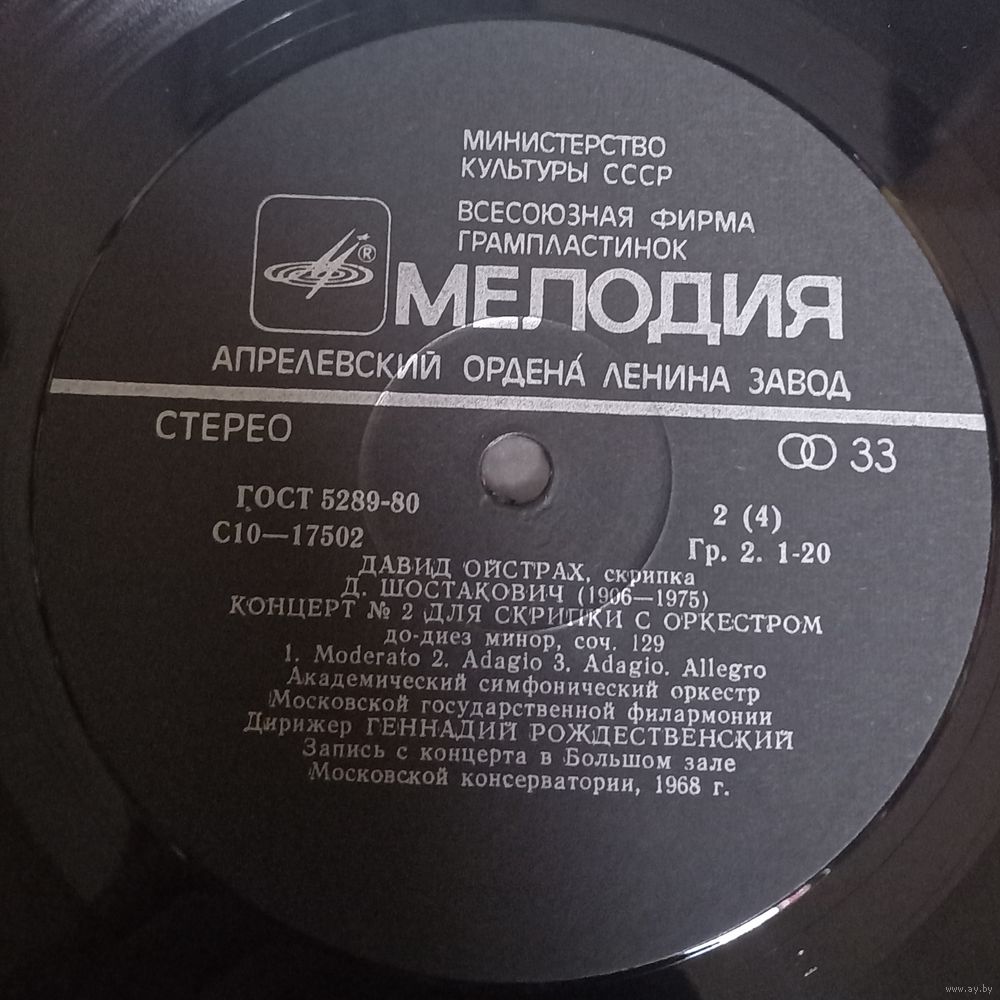 МИНИСТЕРСТВО
КУЛЬТУРЫ СССР
ВСЕСОЮЗНАЯ ФИРМА
ГРАМПЛАСТИНОК
®
МЕЛОДИЯ
АПРЕЛЕВСКИЙ ОРДЕНА ЛЕНИНА ЗАВОД
СТЕРЕО
33
ГОСТ 5289-80
2 (4)
С10—17502
Гр. 2. 1-20
ДАВИД ОЙСТРАХ, скрипка
Д. ШОСТАКОВИЧ (1906—1975)
КОНЦЕРТ № 2 ДЛЯ СКРИПКИ С ОРКЕСТРОМ
до-диез минор, соч. 129
1. Moderato 2. Adagio 3. Adagio. Allegro
Академический симфонический оркестр
Московской государственной филармонии
Дирижер ГЕННАДИЙ РОЖДЕСТВЕНСКИЙ
Запись с концерта в Большом зале
Московской консерватории, 1968 г.
www.ay.by